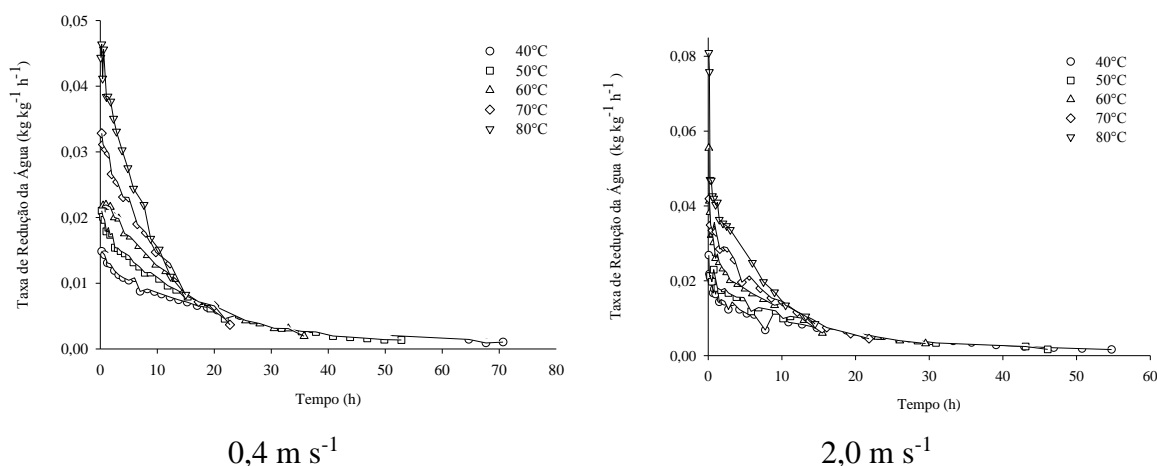 Taxa de Redução da Água (kg kg⁻¹ h⁻¹)
0,05
0,04
0,03
0,02
0,01
0,00
40°C
50°C
60°C
70°C
80°C
0 10 20 30 40 50 60 70 80
Tempo (h)
0,4 m s⁻¹
Taxa de Redução da Água (kg kg⁻¹ h⁻¹)
0,08
0,06
0,04
0,02
0,00
40°C
50°C
60°C
70°C
80°C
0 10 20 30 40 50 60
Tempo (h)
2,0 m s⁻¹